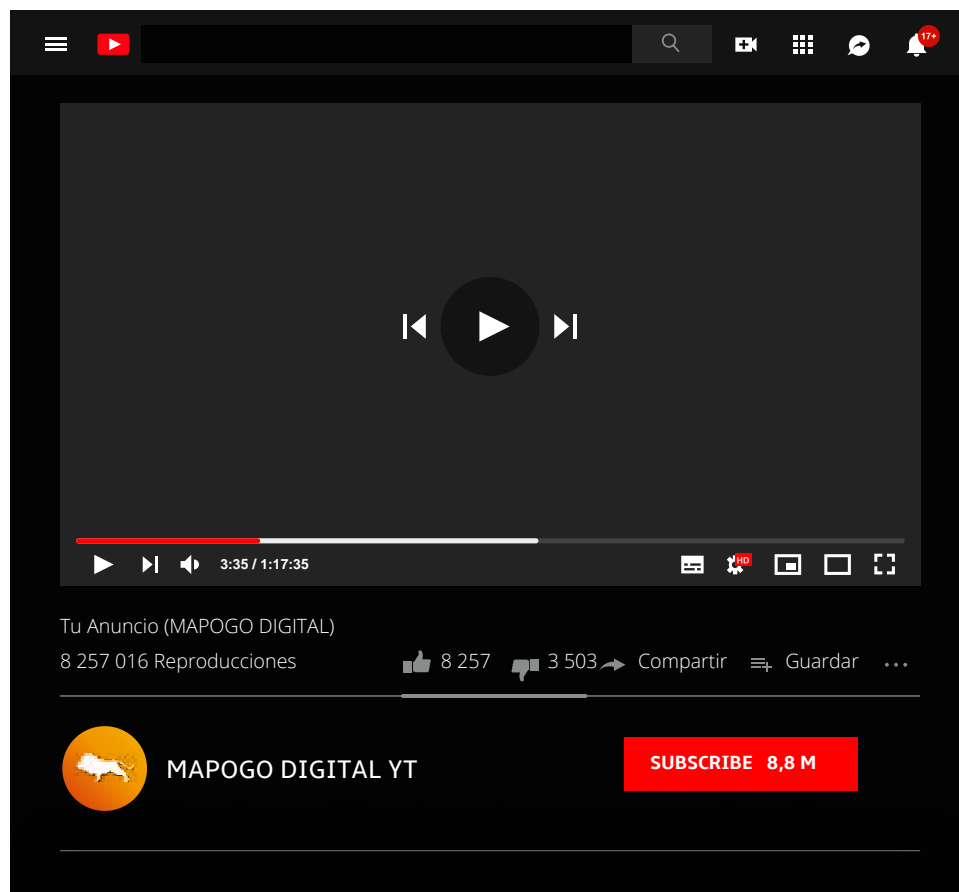 17+
3:35 / 1:17:35
HD
Tu Anuncio (MAPOGO DIGITAL)
8 257 016 Reproducciones 8 257 3 503 Compartir Guardar ...
MAPOGO DIGITAL YT SUBSCRIBE 8,8 M